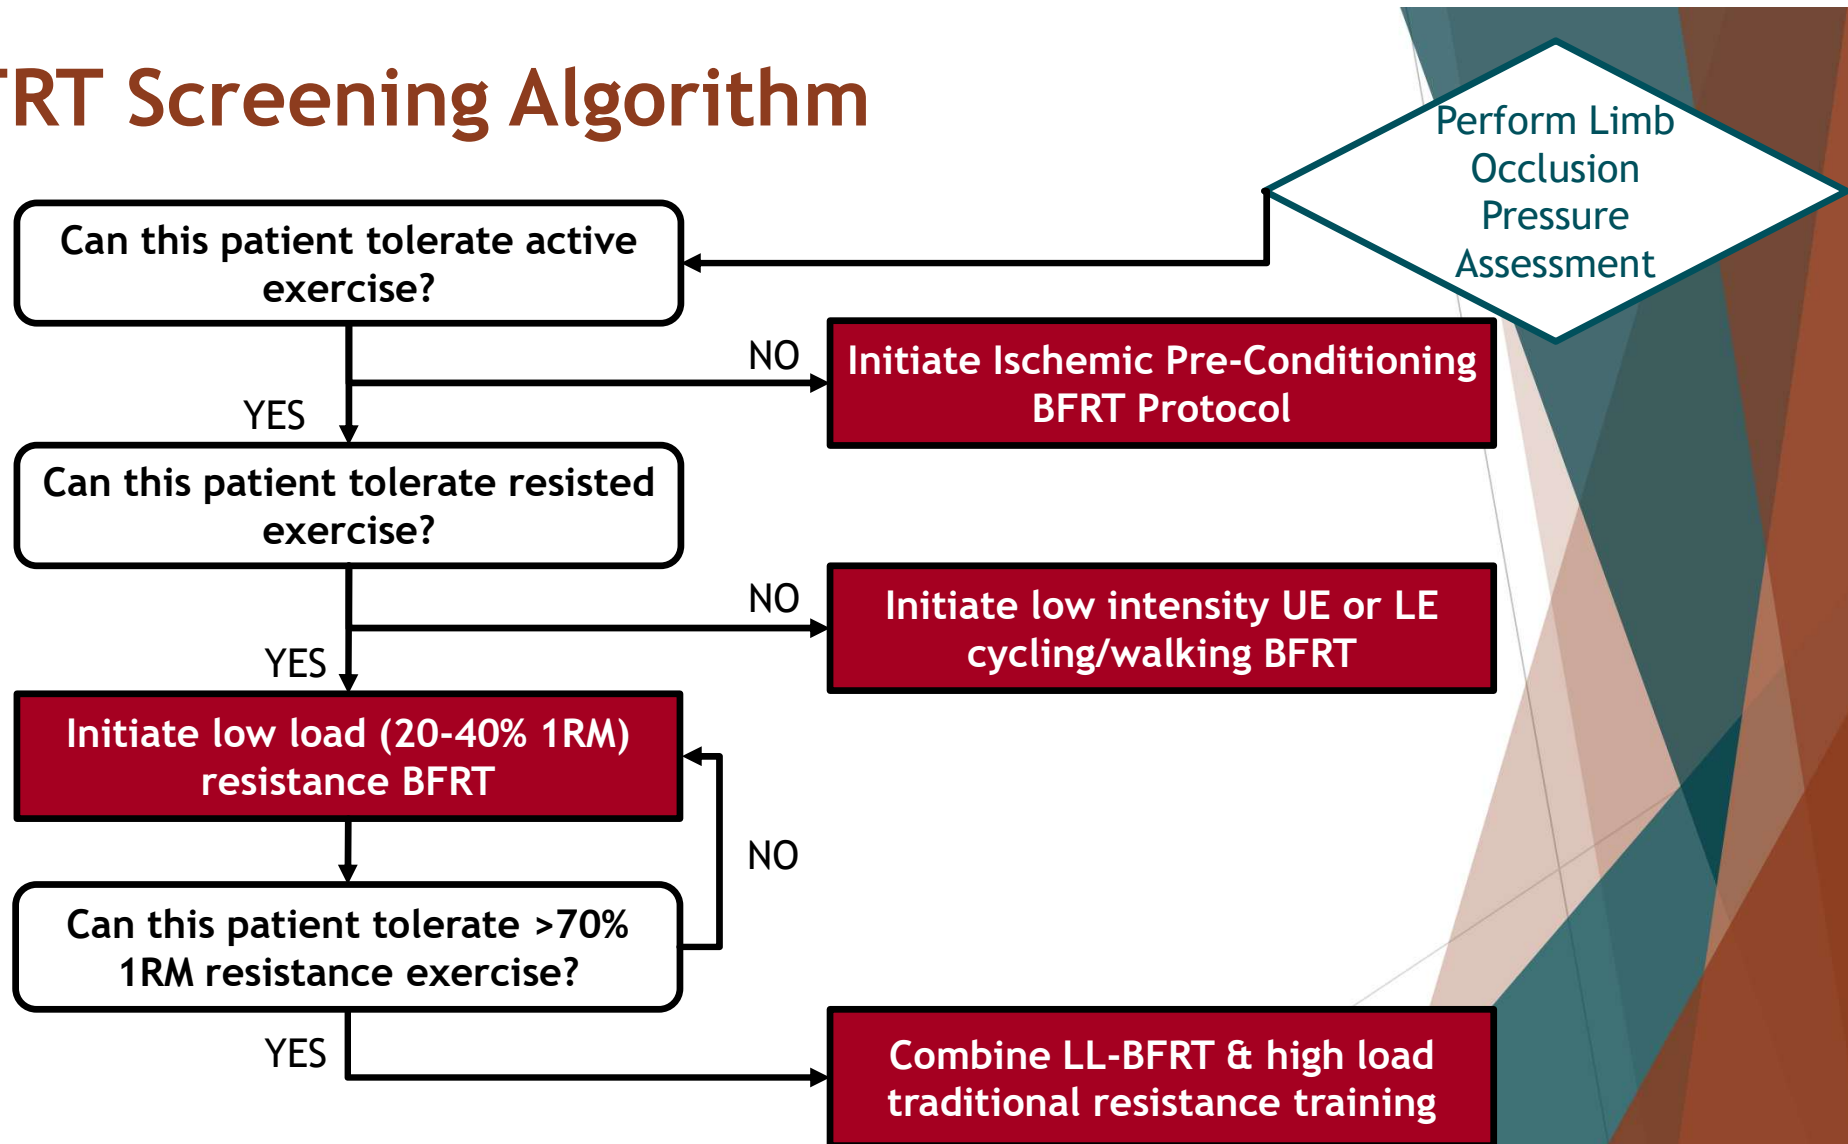 FRT Screening Algorithm
Perform Limb
Occlusion
Pressure
Assessment
Can this patient tolerate active
exercise?
NO
Initiate Ischemic Pre-Conditioning
BFRT Protocol
YES
Can this patient tolerate resisted
exercise?
NO
Initiate low intensity UE or LE
cycling/walking BFRT
YES
Initiate low load (20-40% 1RM)
resistance BFRT
NO
Can this patient tolerate >70%
1RM resistance exercise?
YES
Combine LL-BFRT & high load
traditional resistance training